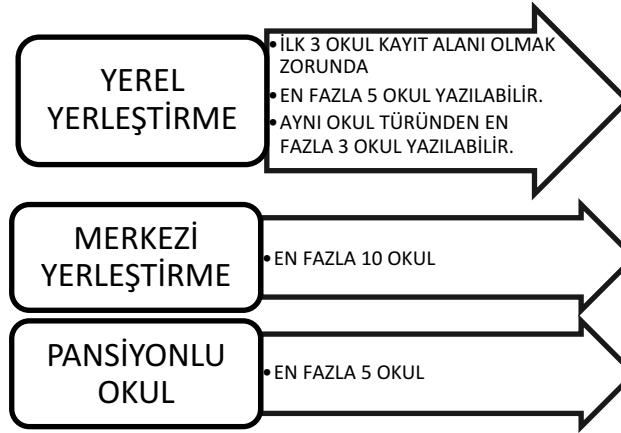 YEREL
YERLEŞTİRME
•İLK 3 OKUL KAYIT ALANI OLMAK
ZORUNDA
•EN FAZLA 5 OKUL YAZILABİLİR.
•AYNI OKUL TÜRÜNDEN EN
FAZLA 3 OKUL YAZILABİLİR.
MERKEZİ
YERLEŞTİRME
•EN FAZLA 10 OKUL
PANSİYONLU
OKUL
•EN FAZLA 5 OKUL